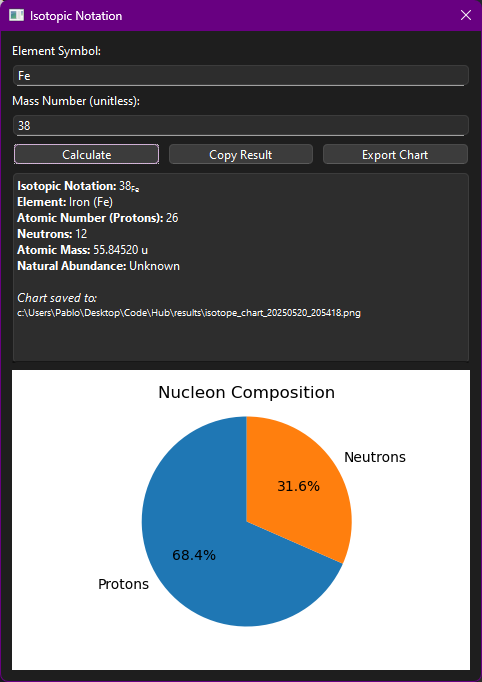 Isotopic Notation
Element Symbol:
Fe
Mass Number (unitless):
38
Calculate Copy Result Export Chart
Isotopic Notation: 38Fe
Element: Iron (Fe)
Atomic Number (Protons): 26
Neutrons: 12
Atomic Mass: 55.84520 u
Natural Abundance: Unknown
Chart saved to:
c:\Users\Pablo\Desktop\Code\Hub\results\isotope_chart_20250520_205418.png
Nucleon Composition
Neutrons
31.6%
68.4%
Protons